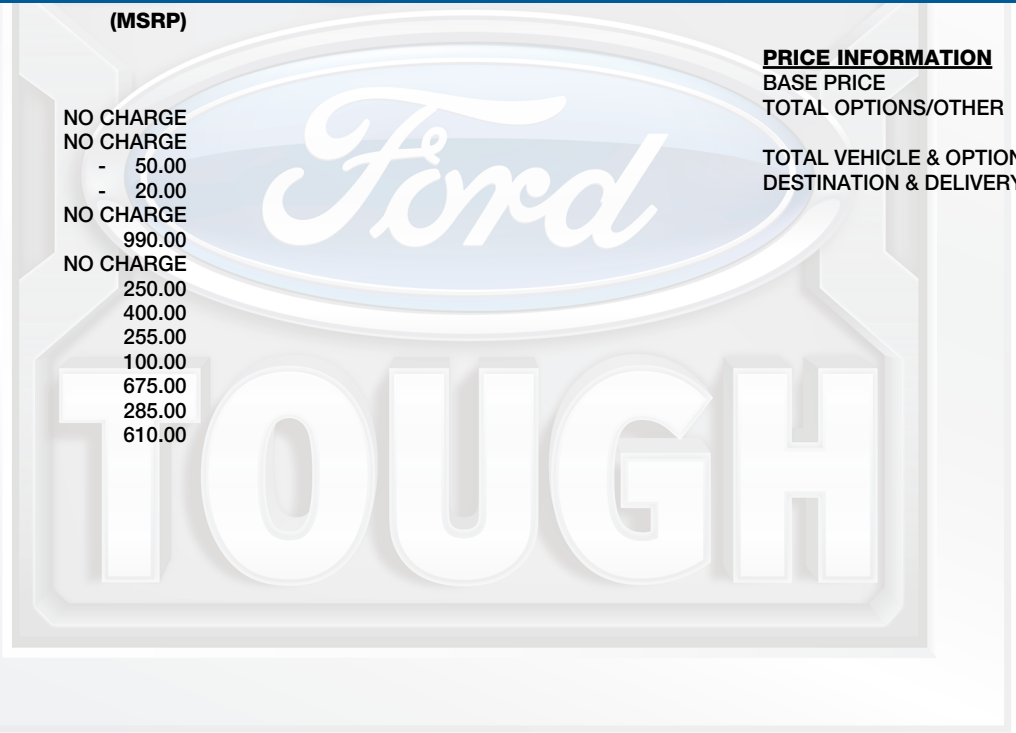 (MSRP)
NO CHARGE
NO CHARGE
- 50.00
- 20.00
NO CHARGE
990.00
NO CHARGE
250.00
400.00
255.00
100.00
675.00
285.00
610.00
PRICE INFORMATION
BASE PRICE
TOTAL OPTIONS/OTHER
TOTAL VEHICLE & OPTION
DESTINATION & DELIVERY
Ford
TOUGH